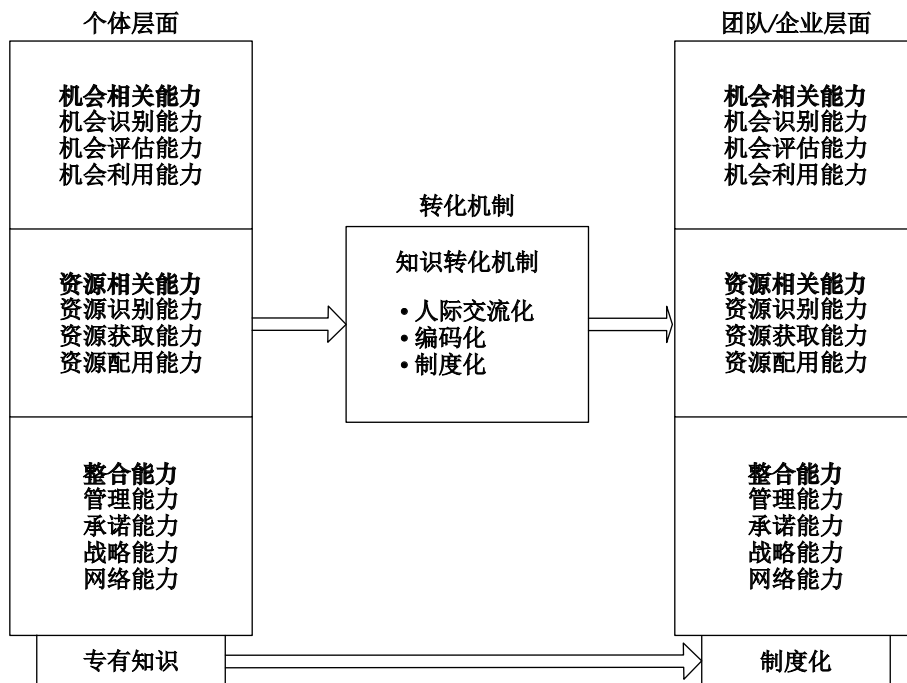 个体层面
机会相关能力
机会识别能力
机会评估能力
机会利用能力
资源相关能力
资源识别能力
资源获取能力
资源配用能力
整合能力
管理能力
承诺能力
战略能力
网络能力
专有知识
转化机制
知识转化机制
• 人际交流化
• 编码化
• 制度化
团队/企业层面
机会相关能力
机会识别能力
机会评估能力
机会利用能力
资源相关能力
资源识别能力
资源获取能力
资源配用能力
整合能力
管理能力
承诺能力
战略能力
网络能力
制度化